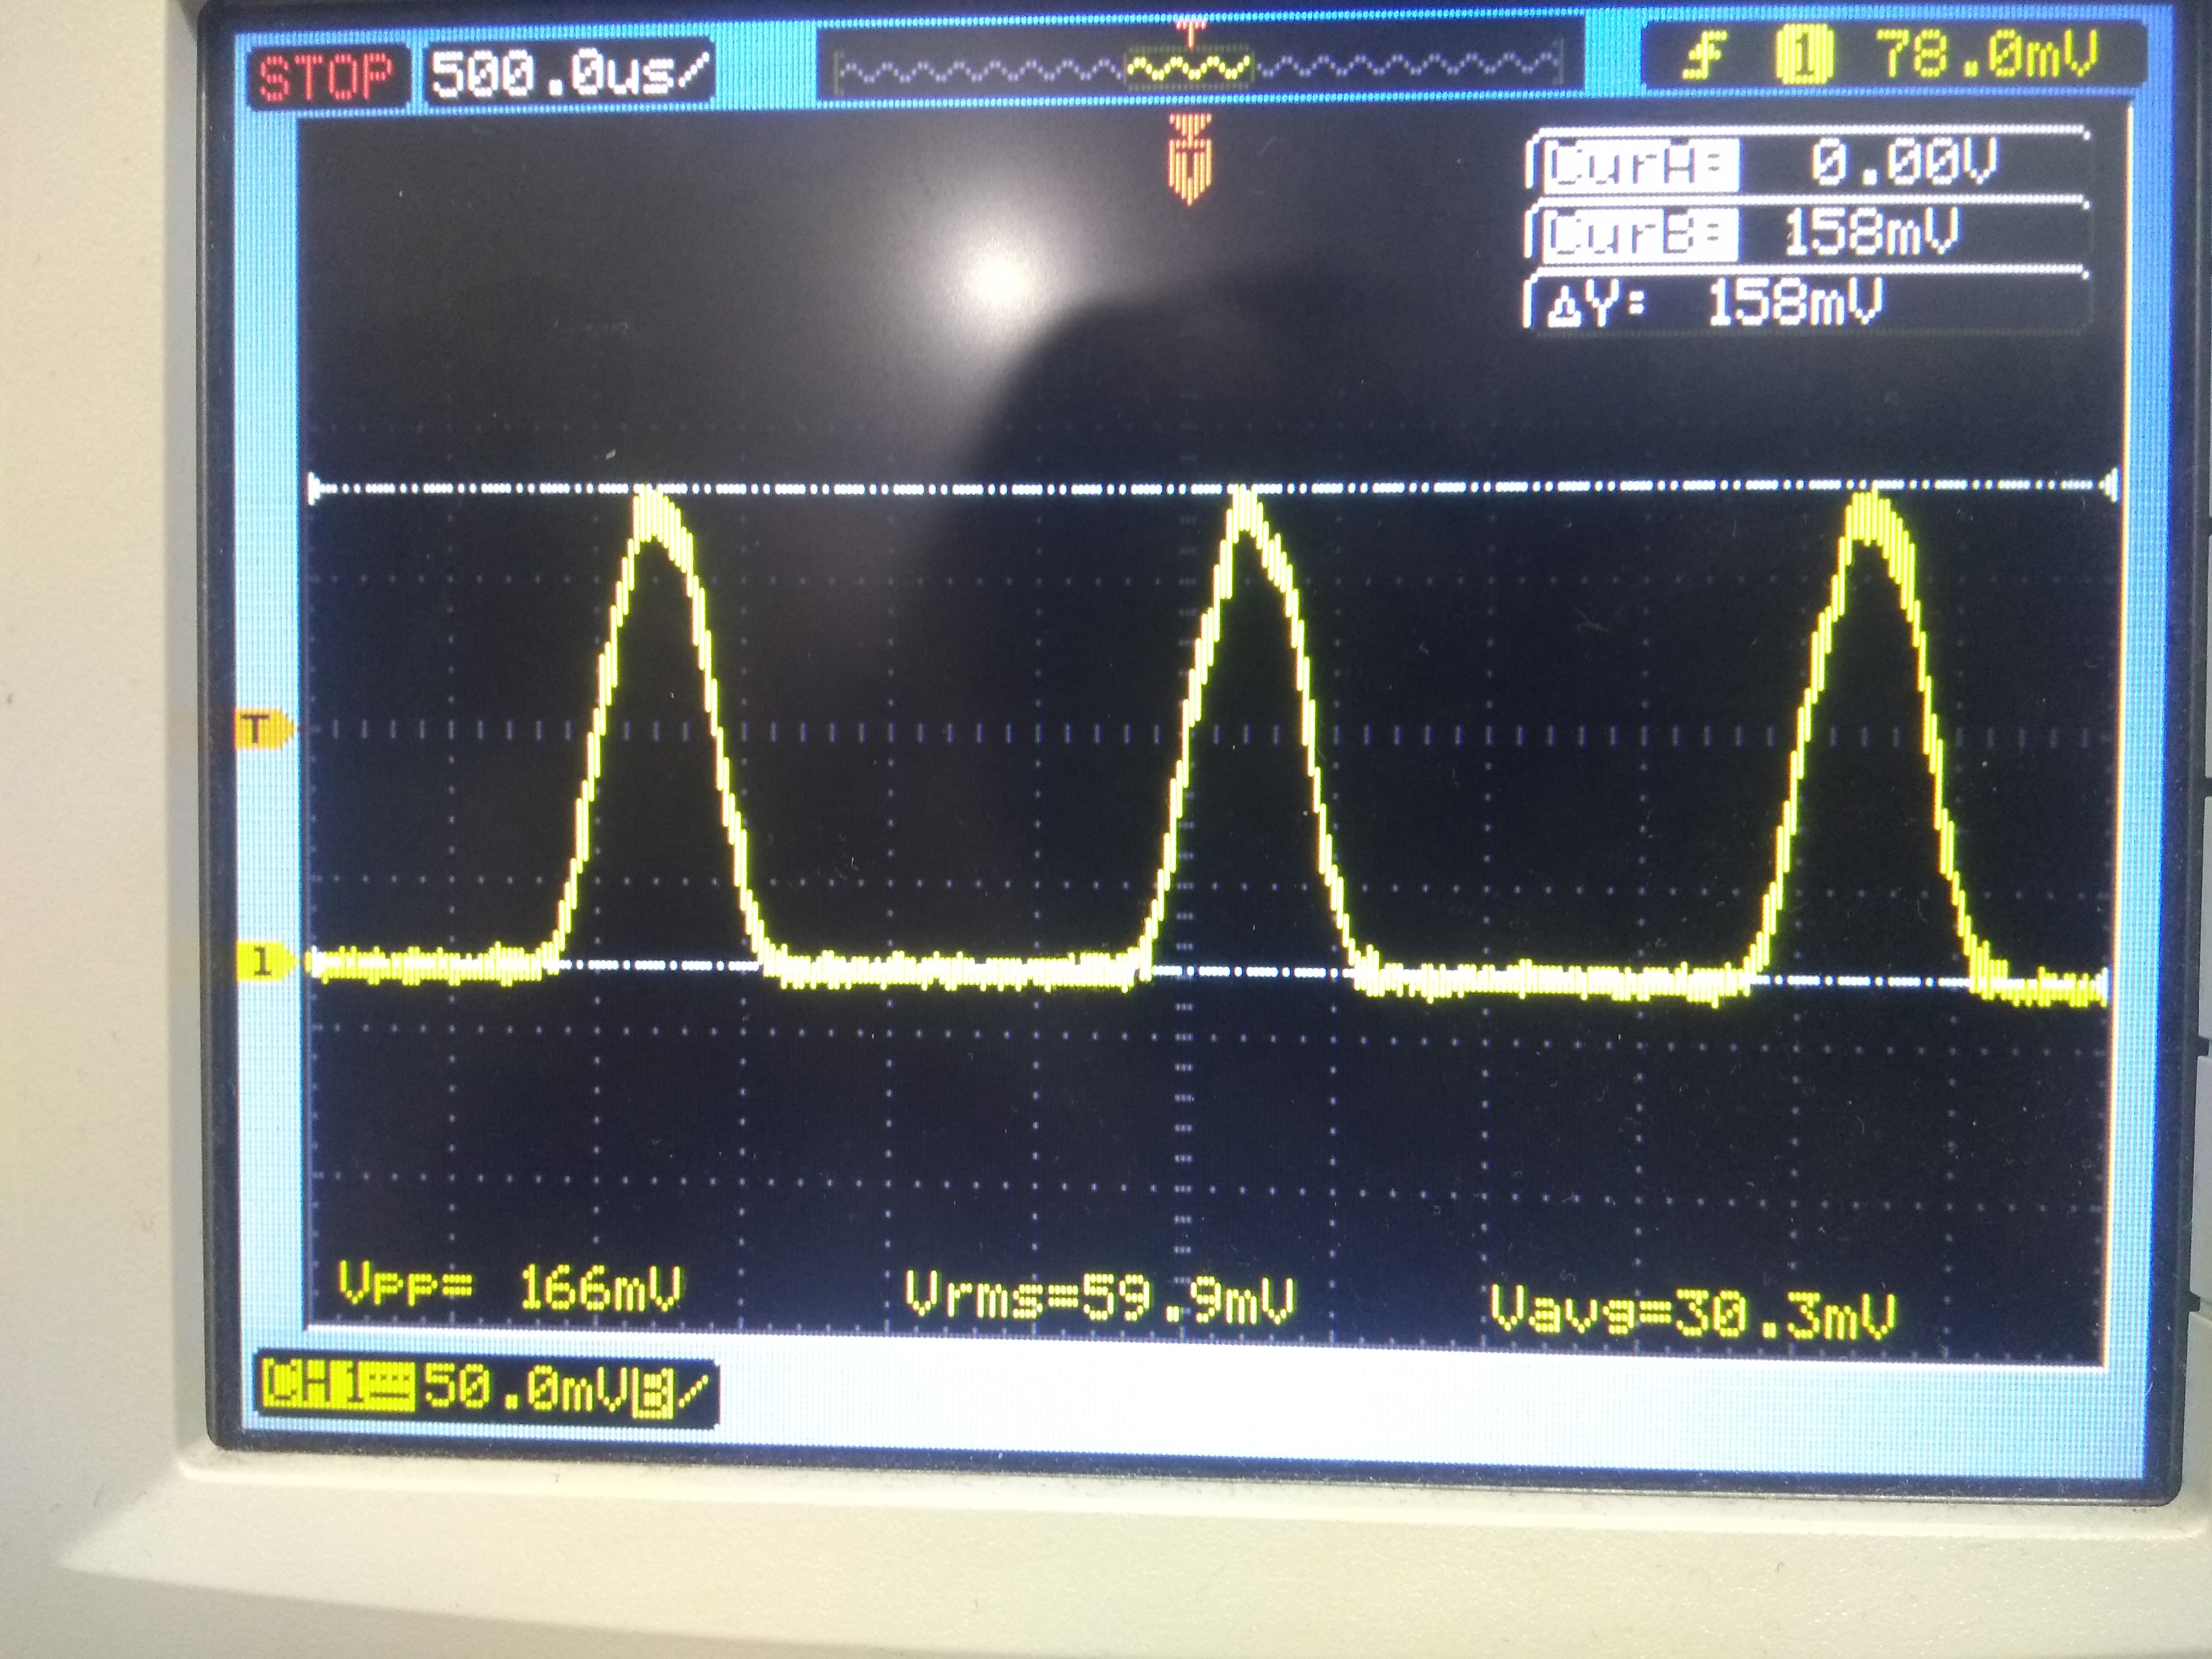 STOP 500.0us/ T 1 78.0mV
T
CurA= 0.00V
CurB= 158mV
ΔY: 158mV
T
1
Vpp= 166mV Vrms=59.9mV Vavg=30.3mV
CH1 50.0mVB/